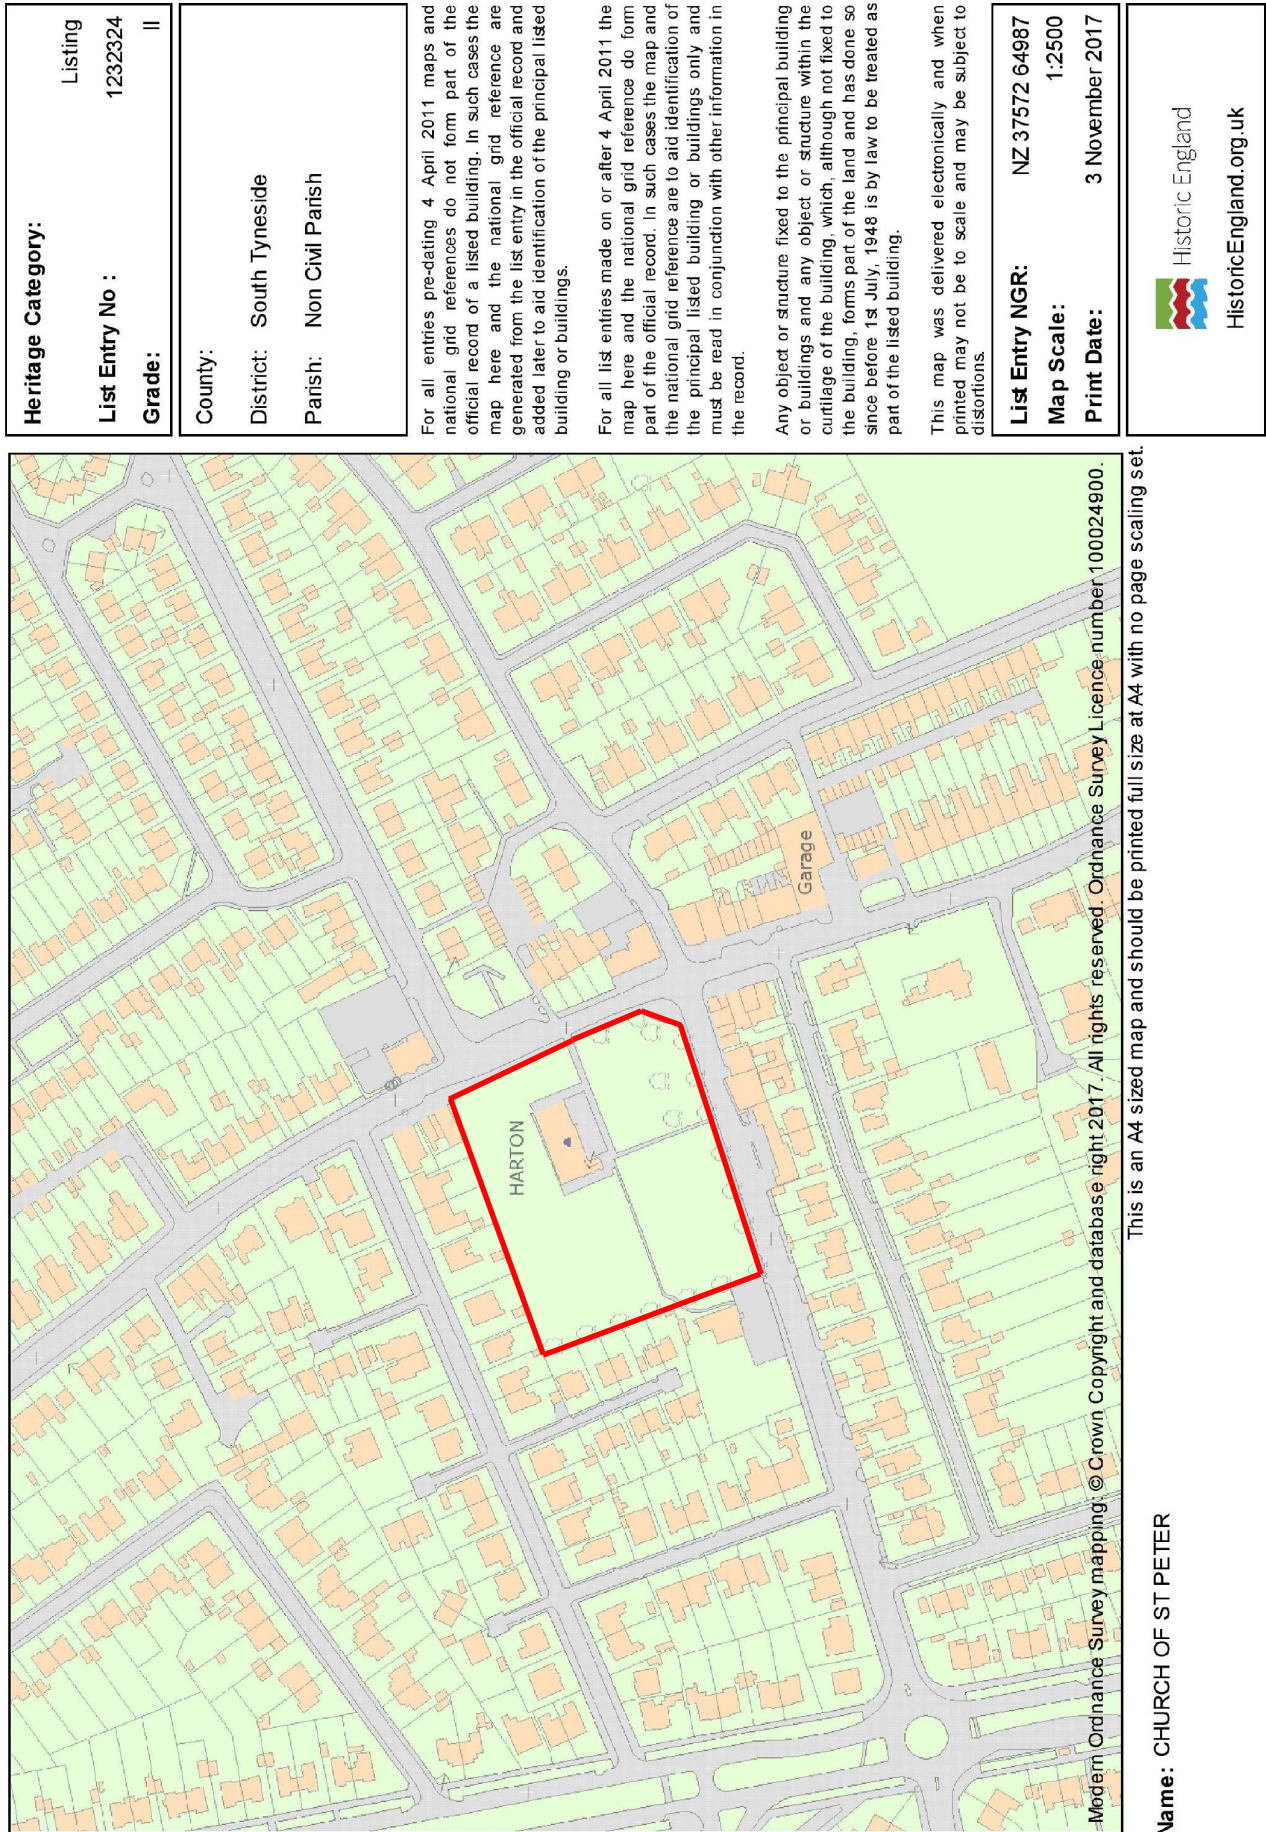 HARTON
Garage
Modern Ordnance Survey mapping: © Crown Copyright and database right 2017. All rights reserved. Ordnance Survey Licence number 100024900.
This is an A4 sized map and should be printed full size at A4 with no page scaling set.
Name: CHURCH OF ST PETER
Heritage Category:
Listing
List Entry No : 1232324
Grade: II
County:
District: South Tyneside
Parish: Non Civil Parish
For all entries pre-dating 4 April 2011 maps and
national grid references do not form part of the
official record of a listed building. In such cases the
map here and the national grid reference are
generated from the list entry in the official record and
added later to aid identification of the principal listed
building or buildings.
For all list entries made on or after 4 April 2011 the
map here and the national grid reference do form
part of the official record. In such cases the map and
the national grid reference are to aid identification of
the principal listed building or buildings only and
must be read in conjunction with other information in
the record.
Any object or structure fixed to the principal building
or buildings and any object or structure within the
curtilage of the building, which, although not fixed to
the building, forms part of the land and has done so
since before 1st July, 1948 is by law to be treated as
part of the listed building.
This map was delivered electronically and when
printed may not be to scale and may be subject to
distortions.
List Entry NGR: NZ 37572 64987
Map Scale: 1:2500
Print Date: 3 November 2017
Historic England
HistoricEngland.org.uk